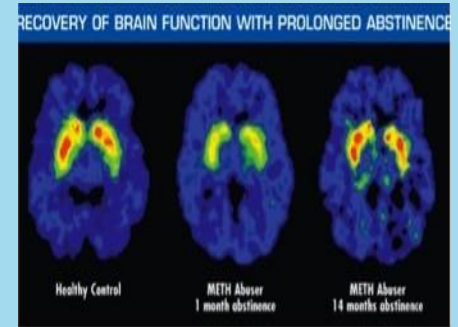 RECOVERY OF BRAIN FUNCTION WITH PROLONGED ABSTINENCE
Healthy Control
METH Abuser
1 month abstinence
METH Abuser
14 months abstinence